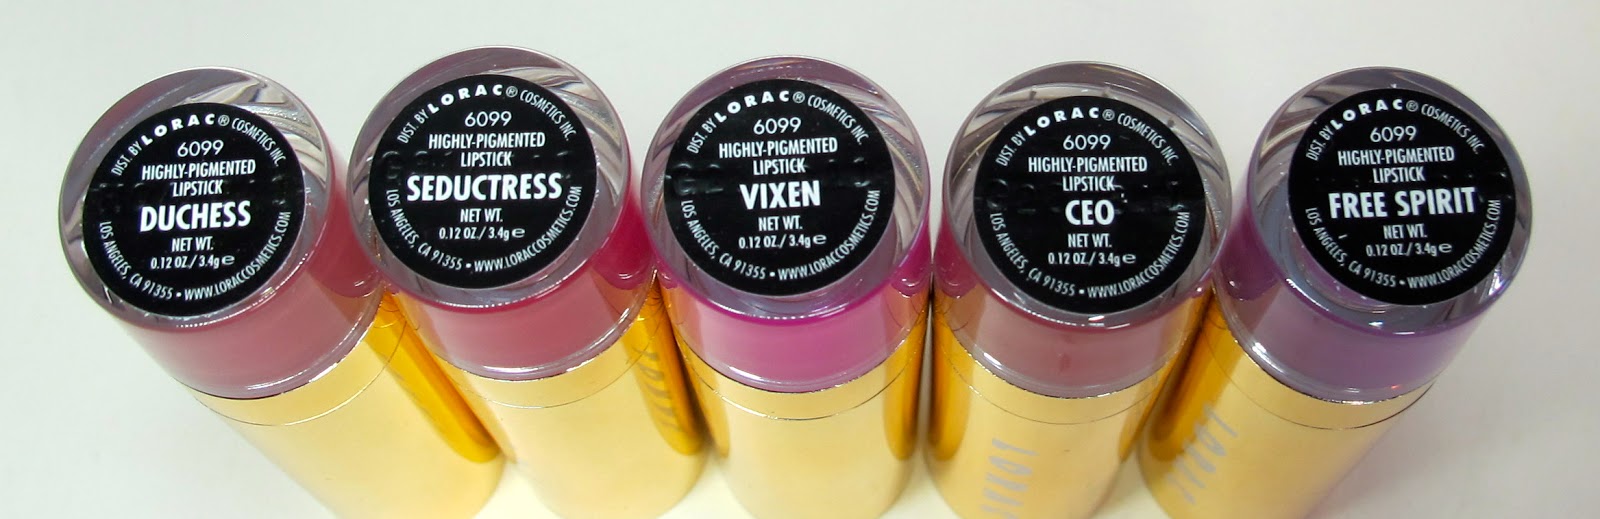 DIST. BY LORAC® COSMETICS INC.
6099
HIGHLY-PIGMENTED
LIPSTICK
DUCHESS
NET WT.
0.12 OZ./3.4g e
LOS ANGELES, CA 91355 • WWW.LORACCOSMETICS.COM
DIST. BY LORAC® COSMETICS INC.
6099
HIGHLY-PIGMENTED
LIPSTICK
SEDUCTRESS
NET WT.
0.12 OZ./3.4g e
LOS ANGELES, CA 91355 • WWW.LORACCOSMETICS.COM
DIST. BY LORAC® COSMETICS INC.
6099
HIGHLY-PIGMENTED
LIPSTICK
VIXEN
NET WT.
0.12 OZ./3.4g e
LOS ANGELES, CA 91355 • WWW.LORACCOSMETICS.COM
DIST. BY LORAC® COSMETICS INC.
6099
HIGHLY-PIGMENTED
LIPSTICK
CEO
NET WT.
0.12 OZ./3.4g e
LOS ANGELES, CA 91355 • WWW.LORACCOSMETICS.COM
LORAC
DIST. BY LORAC® COSMETICS INC.
6099
HIGHLY-PIGMENTED
LIPSTICK
FREE SPIRIT
NET WT.
0.12 OZ./3.4g e
LOS ANGELES, CA 91355 • WWW.LORACCOSMETICS.COM
LORAC